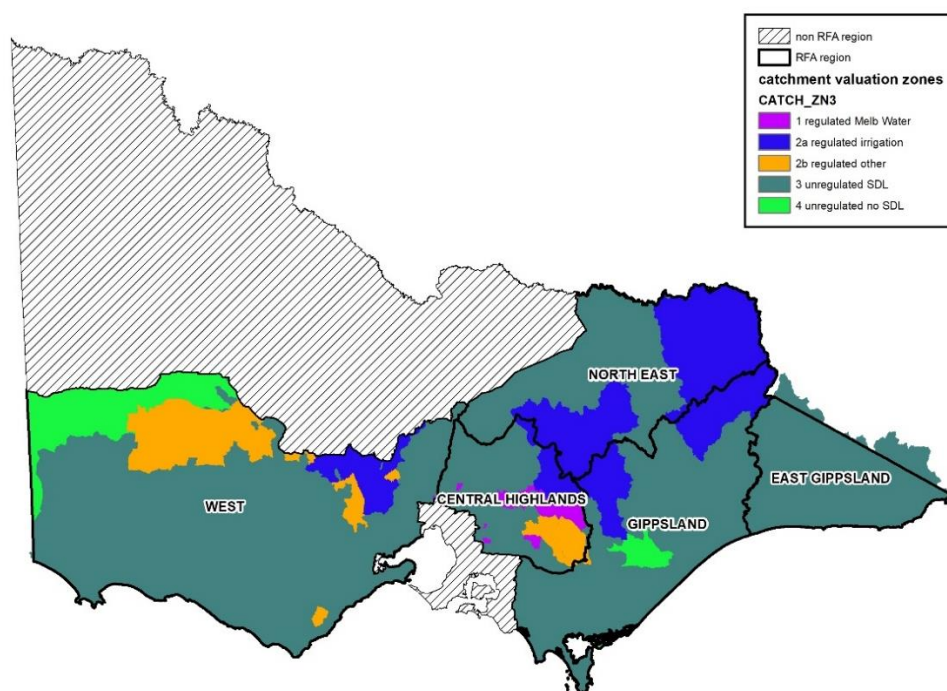 non RFA region
RFA region
catchment valuation zones
CATCH_ZN3
1 regulated Melb Water
2a regulated irrigation
2b regulated other
3 unregulated SDL
4 unregulated no SDL
NORTH EAST
EAST GIPPSLAND
CENTRAL HIGHLANDS
WEST
GIPPSLAND